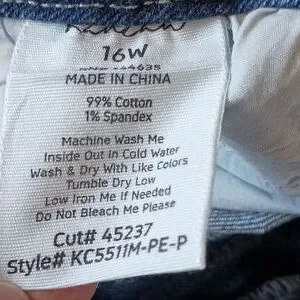 16W
MADE IN CHINA
99% Cotton
1% Spandex
Machine Wash Me
Inside Out in Cold Water
Wash & Dry With Like Colors
Tumble Dry Low
Low Iron Me If Needed
Do Not Bleach Me Please
Cut# 45237
Style# KC5511M-PE-P